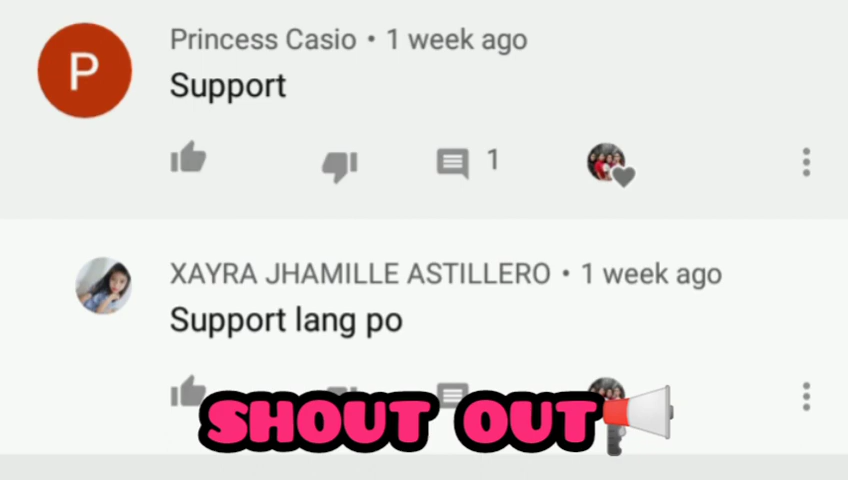 P
Princess Casio • 1 week ago
Support
1
XAYRA JHAMILLE ASTILLERO • 1 week ago
Support lang po
SHOUT OUT